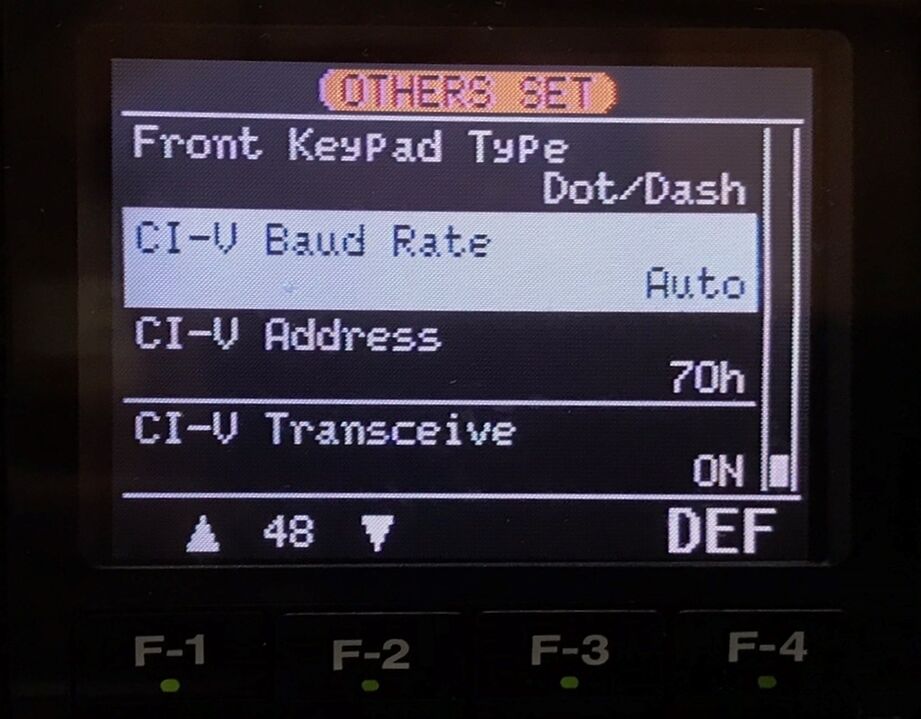 OTHERS SET
Front Keypad Type
Dot/Dash
CI-V Baud Rate
Auto
CI-V Address
70h
CI-V Transceive
ON
▲ 48 ▼ DEF
F-1 F-2 F-3 F-4